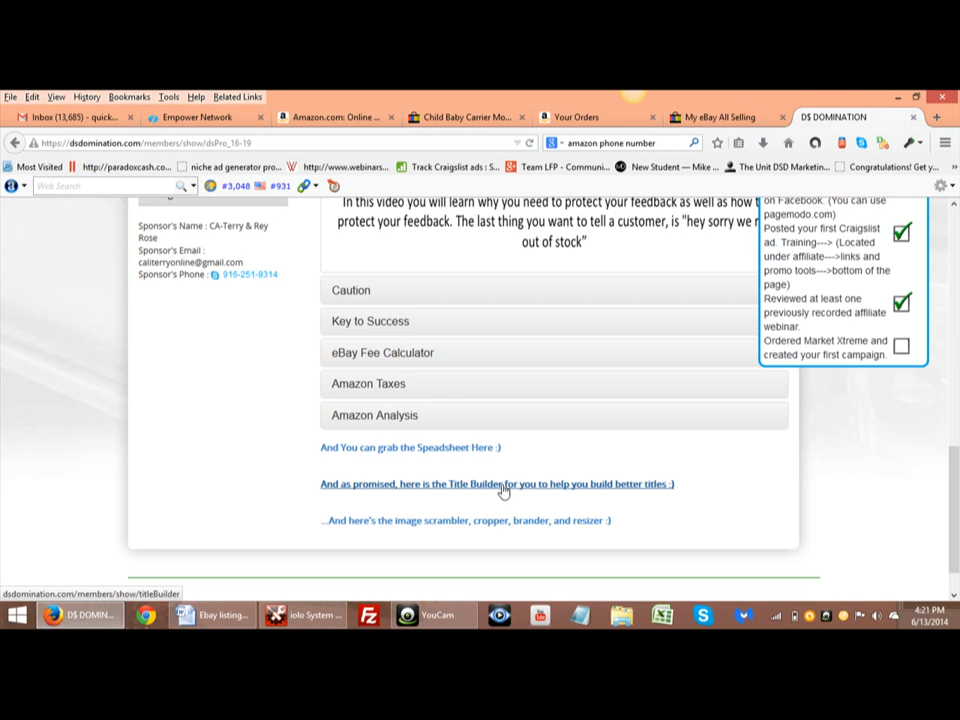 File Edit View History Bookmarks Tools Help Related Links
Inbox (13,685) - quick... Empower Network Amazon.com: Online ... Child Baby Carrier Mo... Your Orders My eBay All Selling D$ DOMINATION
https://dsdomination.com/members/show/dsPro_16-19 amazon phone number
Most Visited http://paradoxcash.co... niche ad generator pro... http://www.webinars... Track Craigslist ads : S... Team LFP - Communi... New Student — Mike ... The Unit DSD Marketin... Congratulations! Get y...
Web Search #3,048 #931
In this video you will learn why you need to protect your feedback as well as how t
protect your feedback. The last thing you want to tell a customer, is "hey sorry we r
out of stock"
Sponsor's Name : CA-Terry & Rey
Rose
Sponsor's Email :
caliterryonline@gmail.com
Sponsor's Phone : 916-251-9314
on Facebook. (You can use
pagemodo.com)
Posted your first Craigslist
ad. Training---> (Located
under affiliate--->links and
promo tools--->bottom of the
page)
Reviewed at least one
previously recorded affiliate
webinar.
Ordered Market Xtreme and
created your first campaign.
Caution
Key to Success
eBay Fee Calculator
Amazon Taxes
Amazon Analysis
And You can grab the Speadsheet Here :)
And as promised, here is the Title Builder for you to help you build better titles :)
...And here's the image scrambler, cropper, brander, and resizer :)
dsdomination.com/members/show/titleBuilder
D$ DOMIN... Ebay listing... iolo System ... YouCam
4:21 PM
6/13/2014